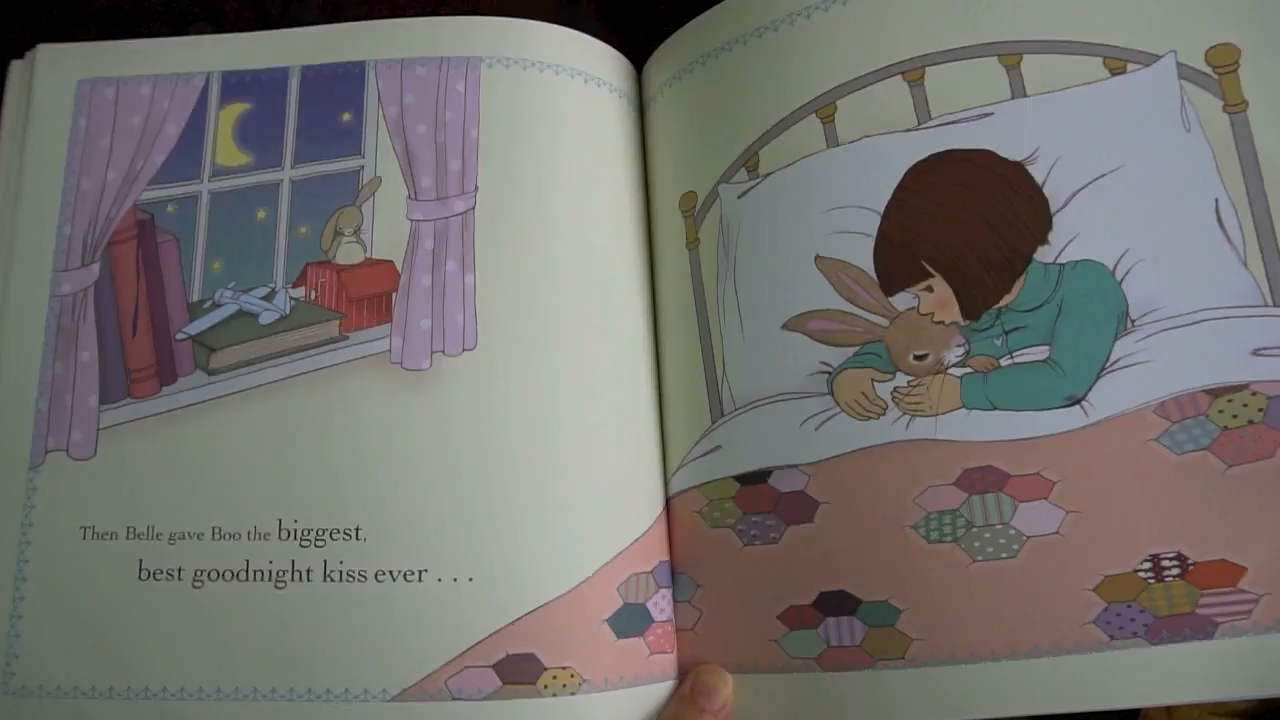 Then Belle gave Boo the biggest,
best goodnight kiss ever . . .